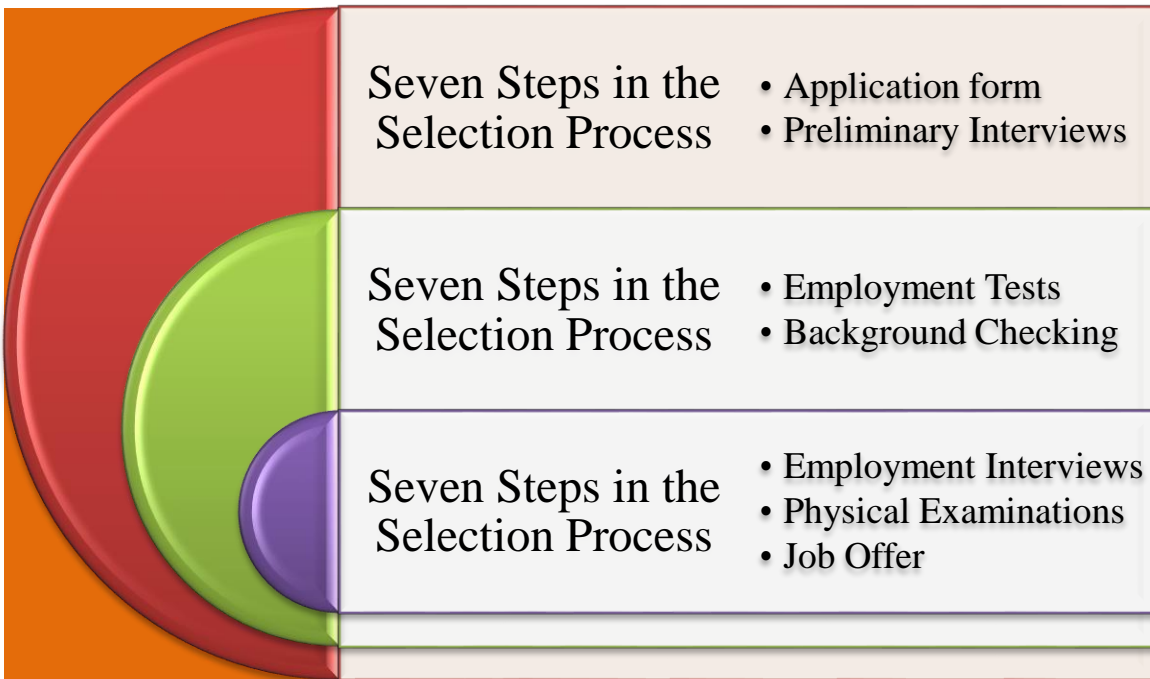 Seven Steps in the
Selection Process
• Application form
• Preliminary Interviews
Seven Steps in the
Selection Process
• Employment Tests
• Background Checking
Seven Steps in the
Selection Process
• Employment Interviews
• Physical Examinations
• Job Offer